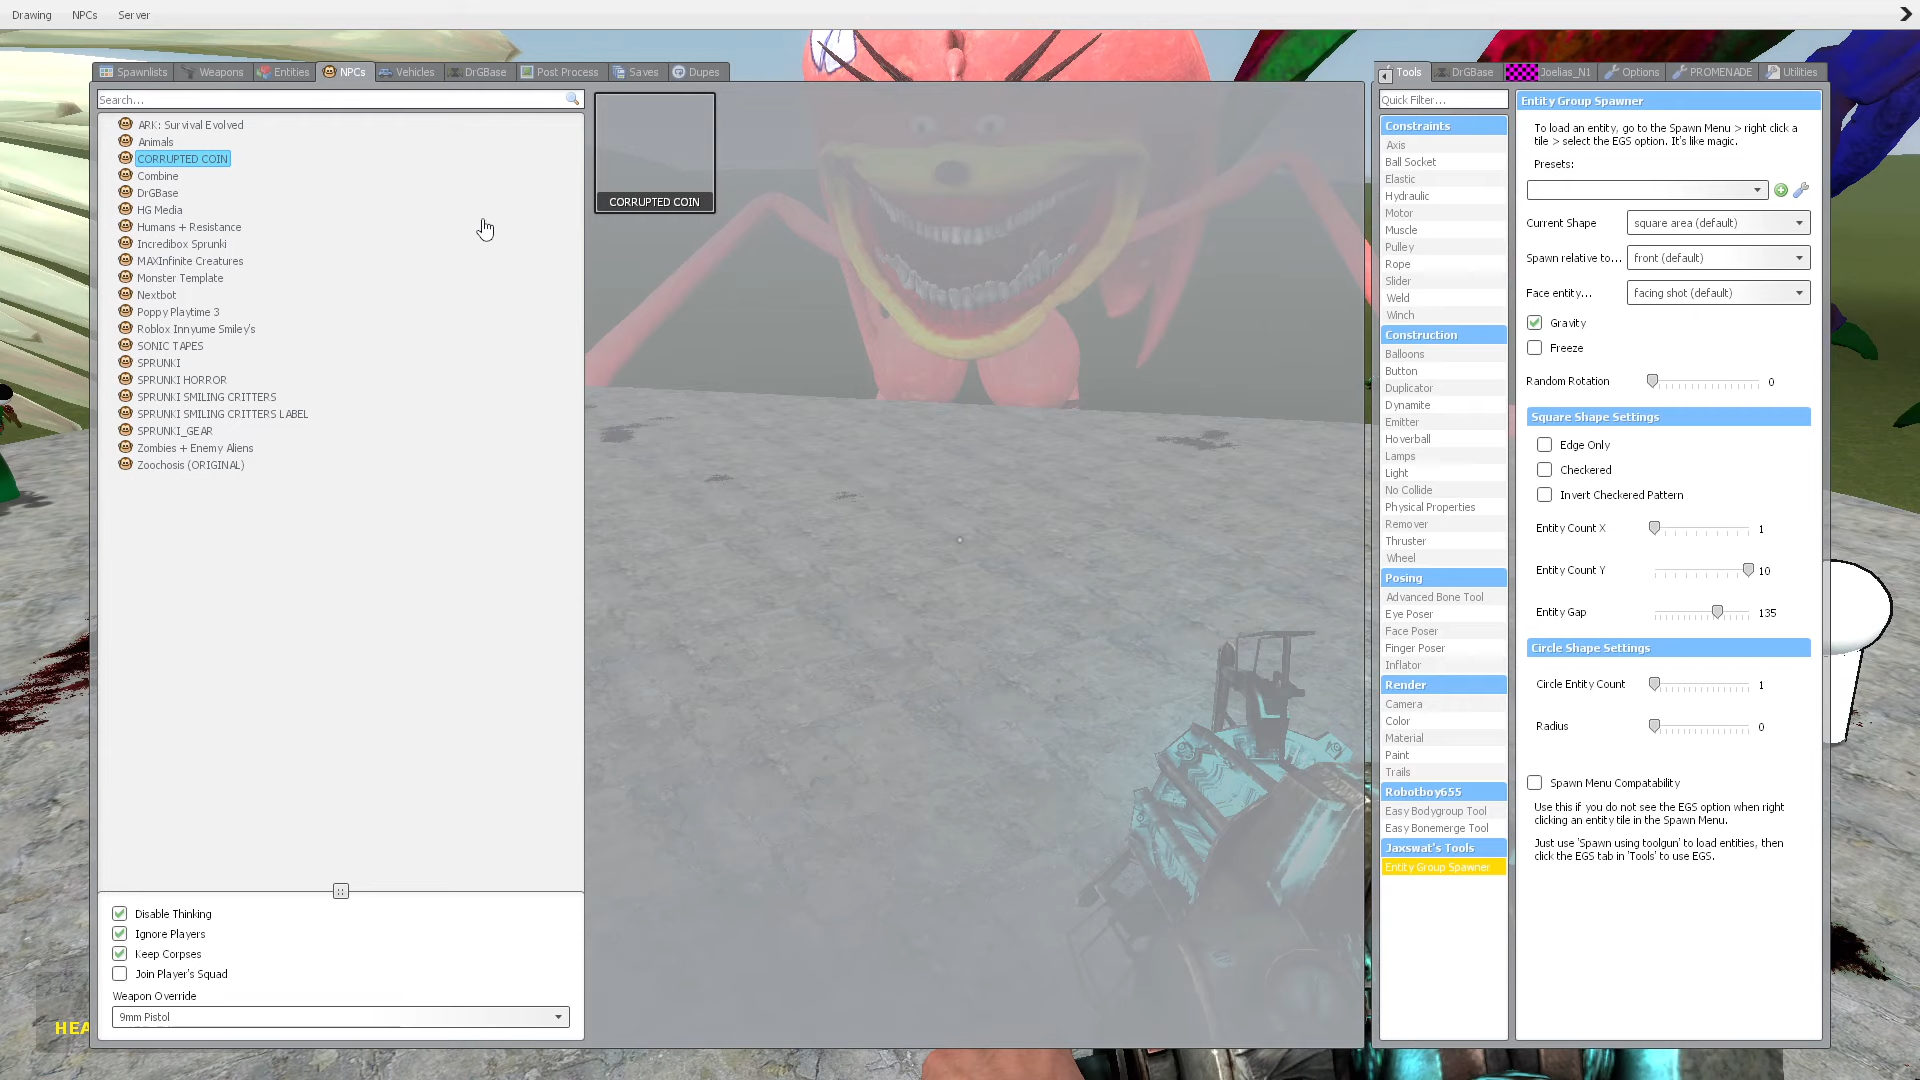 Drawing NPCs Server
Spawnlists Weapons Entities NPCs Vehicles DrGBase Post Process Saves Dupes
Search...
ARK: Survival Evolved
Animals
CORRUPTED COIN
Combine
DrGBase
HG Media
Humans + Resistance
Incredibox Sprunki
MAXInfinite Creatures
Monster Template
Nextbot
Poppy Playtime 3
Roblox Innyume Smiley's
SONIC TAPES
SPRUNKI
SPRUNKI HORROR
SPRUNKI SMILING CRITTERS
SPRUNKI SMILING CRITTERS LABEL
SPRUNKI_GEAR
Zombies + Enemy Aliens
Zoochosis (ORIGINAL)
Disable Thinking
Ignore Players
Keep Corpses
Join Player's Squad
Weapon Override
9mm Pistol
HEA
CORRUPTED COIN
Tools DrGBase Joelias_N1 Options PROMENADE Utilities
Quick Filter...
Constraints
Axis
Ball Socket
Elastic
Hydraulic
Motor
Muscle
Pulley
Rope
Slider
Weld
Winch
Construction
Balloons
Button
Duplicator
Dynamite
Emitter
Hoverball
Lamps
Light
No Collide
Physical Properties
Remover
Thruster
Wheel
Posing
Advanced Bone Tool
Eye Poser
Face Poser
Finger Poser
Inflator
Render
Camera
Color
Material
Paint
Trails
Robotboy655
Easy Bodygroup Tool
Easy Bonemerge Tool
Jaxswat's Tools
Entity Group Spawner
Entity Group Spawner
To load an entity, go to the Spawn Menu > right click a
tile > select the EGS option. It's like magic.
Presets:
Current Shape square area (default)
Spawn relative to... front (default)
Face entity... facing shot (default)
Gravity
Freeze
Random Rotation 0
Square Shape Settings
Edge Only
Checkered
Invert Checkered Pattern
Entity Count X 1
Entity Count Y 10
Entity Gap 135
Circle Shape Settings
Circle Entity Count 1
Radius 0
Spawn Menu Compatability
Use this if you do not see the EGS option when right
clicking an entity tile in the Spawn Menu.
Just use 'Spawn using toolgun' to load entities, then
click the EGS tab in 'Tools' to use EGS.